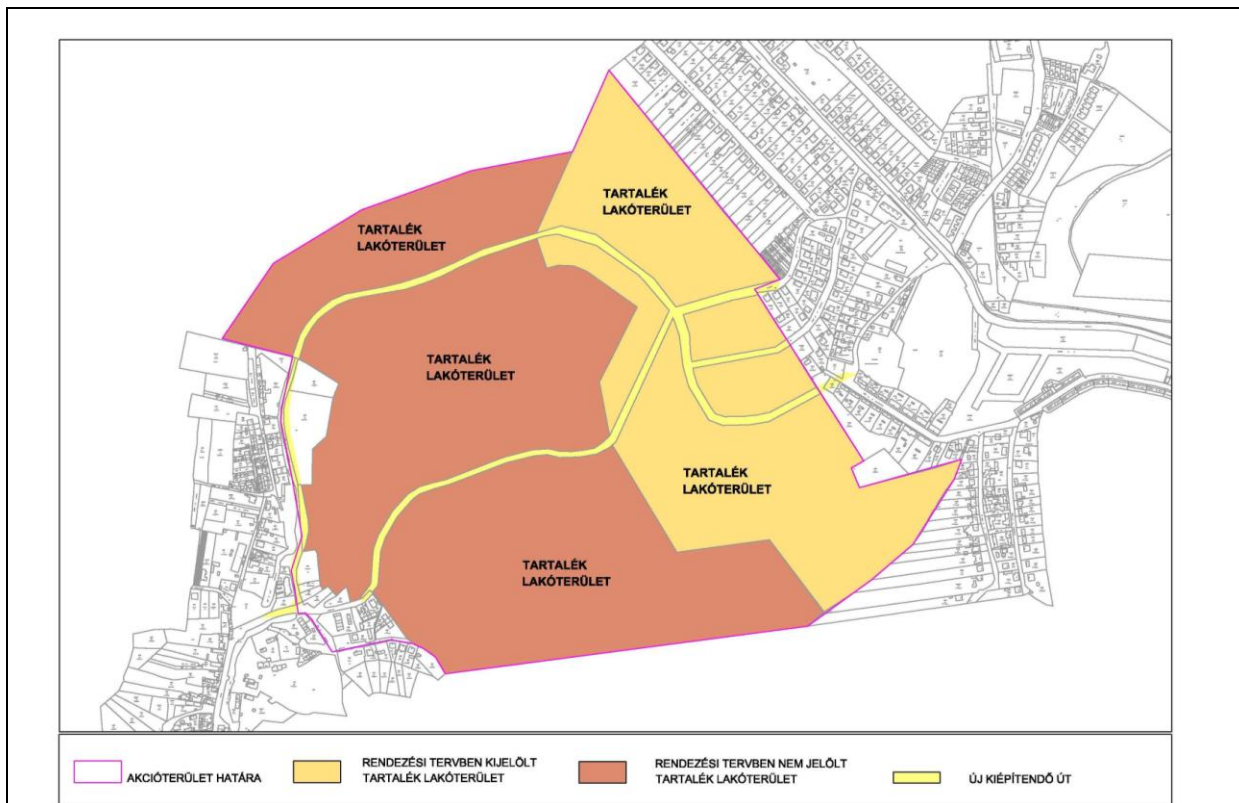 TARTALÉK
LAKÓTERÜLET
TARTALÉK
LAKÓTERÜLET
TARTALÉK
LAKÓTERÜLET
TARTALÉK
LAKÓTERÜLET
TARTALÉK
LAKÓTERÜLET
AKCIÓTERÜLET HATÁRA
RENDEZÉSI TERVBEN KIJELÖLT
TARTALÉK LAKÓTERÜLET
RENDEZÉSI TERVBEN NEM JELÖLT
TARTALÉK LAKÓTERÜLET
ÚJ KIÉPÍTENDŐ ÚT